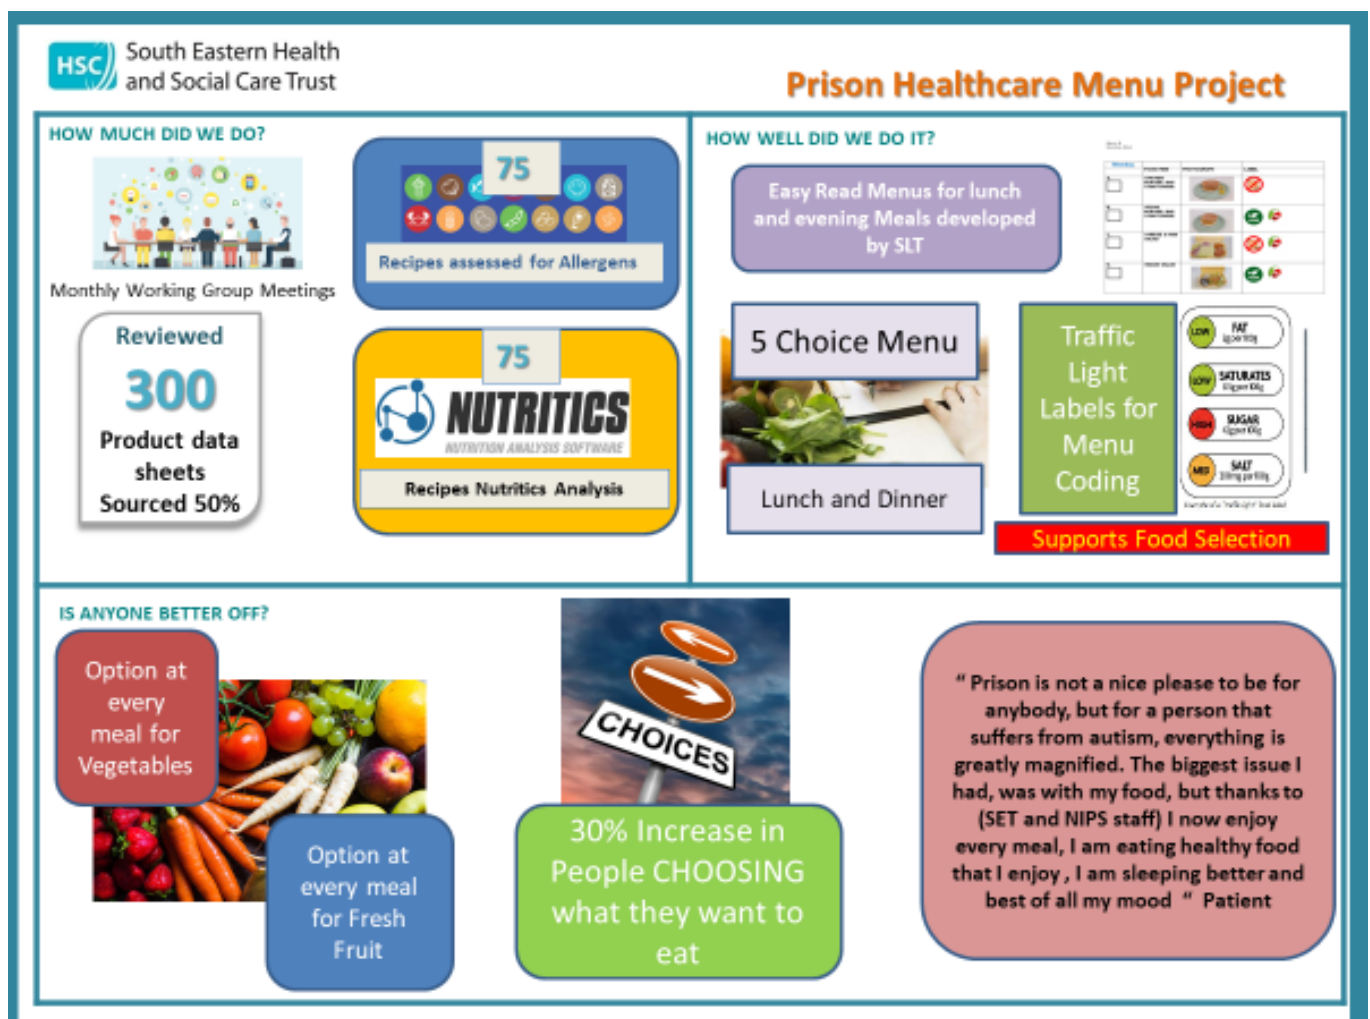 HSC
South Eastern Health
and Social Care Trust
Prison Healthcare Menu Project
HOW MUCH DID WE DO?
Monthly Working Group Meetings
75
Recipes assessed for Allergens
Reviewed
300
Product data
sheets
Sourced 50%
75
NUTRITICS
NUTRITION ANALYSIS SOFTWARE
Recipes Nutritics Analysis
HOW WELL DID WE DO IT?
Easy Read Menus for lunch
and evening Meals developed
by SLT
5 Choice Menu
Lunch and Dinner
Traffic
Light
Labels for
Menu
Coding
LOW FAT
LOW SATURATES
HIGH SUGAR
MED SALT
Supports Food Selection
IS ANYONE BETTER OFF?
Option at
every
meal for
Vegetables
Option at
every meal
for Fresh
Fruit
CHOICES
30% Increase in
People CHOOSING
what they want to
eat
“ Prison is not a nice please to be for
anybody, but for a person that
suffers from autism, everything is
greatly magnified. The biggest issue I
had, was with my food, but thanks to
(SET and NIPS staff) I now enjoy
every meal, I am eating healthy food
that I enjoy , I am sleeping better and
best of all my mood “ Patient